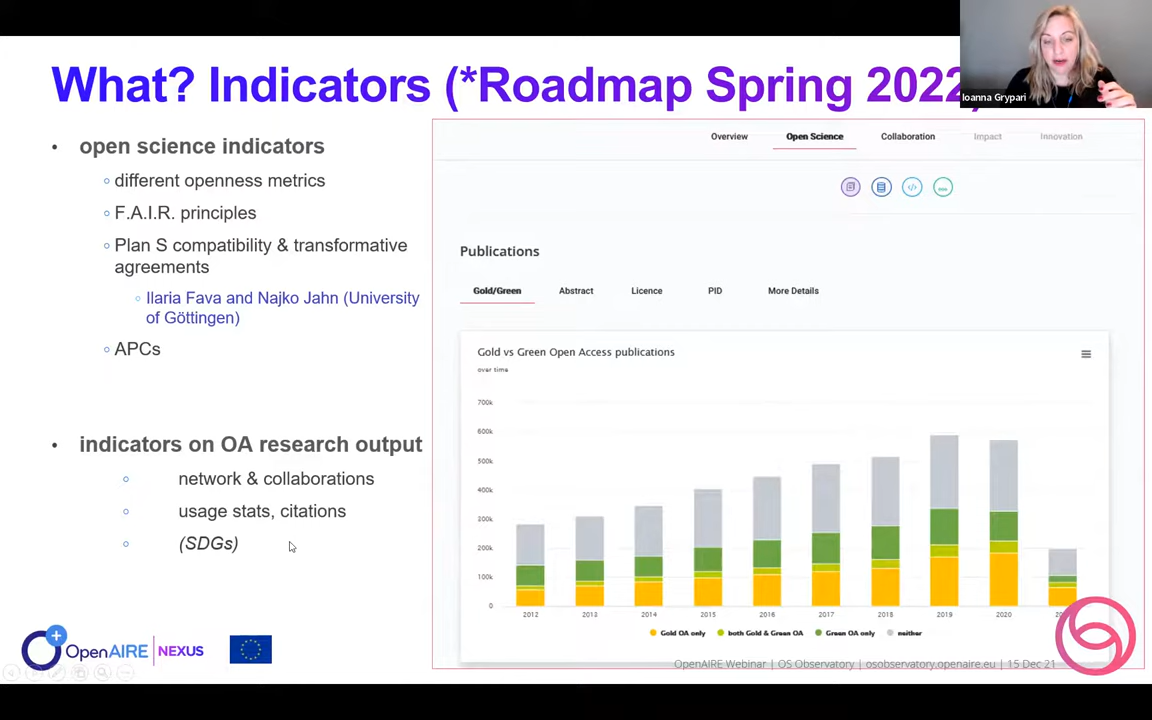 What? Indicators (*Roadmap Spring 2022
Ioanna Grypari
• open science indicators
◦ different openness metrics
◦ F.A.I.R. principles
◦ Plan S compatibility & transformative
agreements
◦ Ilaria Fava and Najko Jahn (University
of Göttingen)
◦ APCs
• indicators on OA research output
◦ network & collaborations
◦ usage stats, citations
◦ (SDGs)
Overview Open Science Collaboration Impact Innovation
Publications
Gold/Green Abstract Licence PID More Details
Gold vs Green Open Access publications
over time
700k
600k
500k
400k
300k
200k
100k
0
2012 2013 2014 2015 2016 2017 2018 2019 2020
Gold OA only both Gold & Green OA Green OA only neither
OpenAIRE NEXUS
OpenAIRE Webinar | OS Observatory | osobservatory.openaire.eu | 15 Dec 21